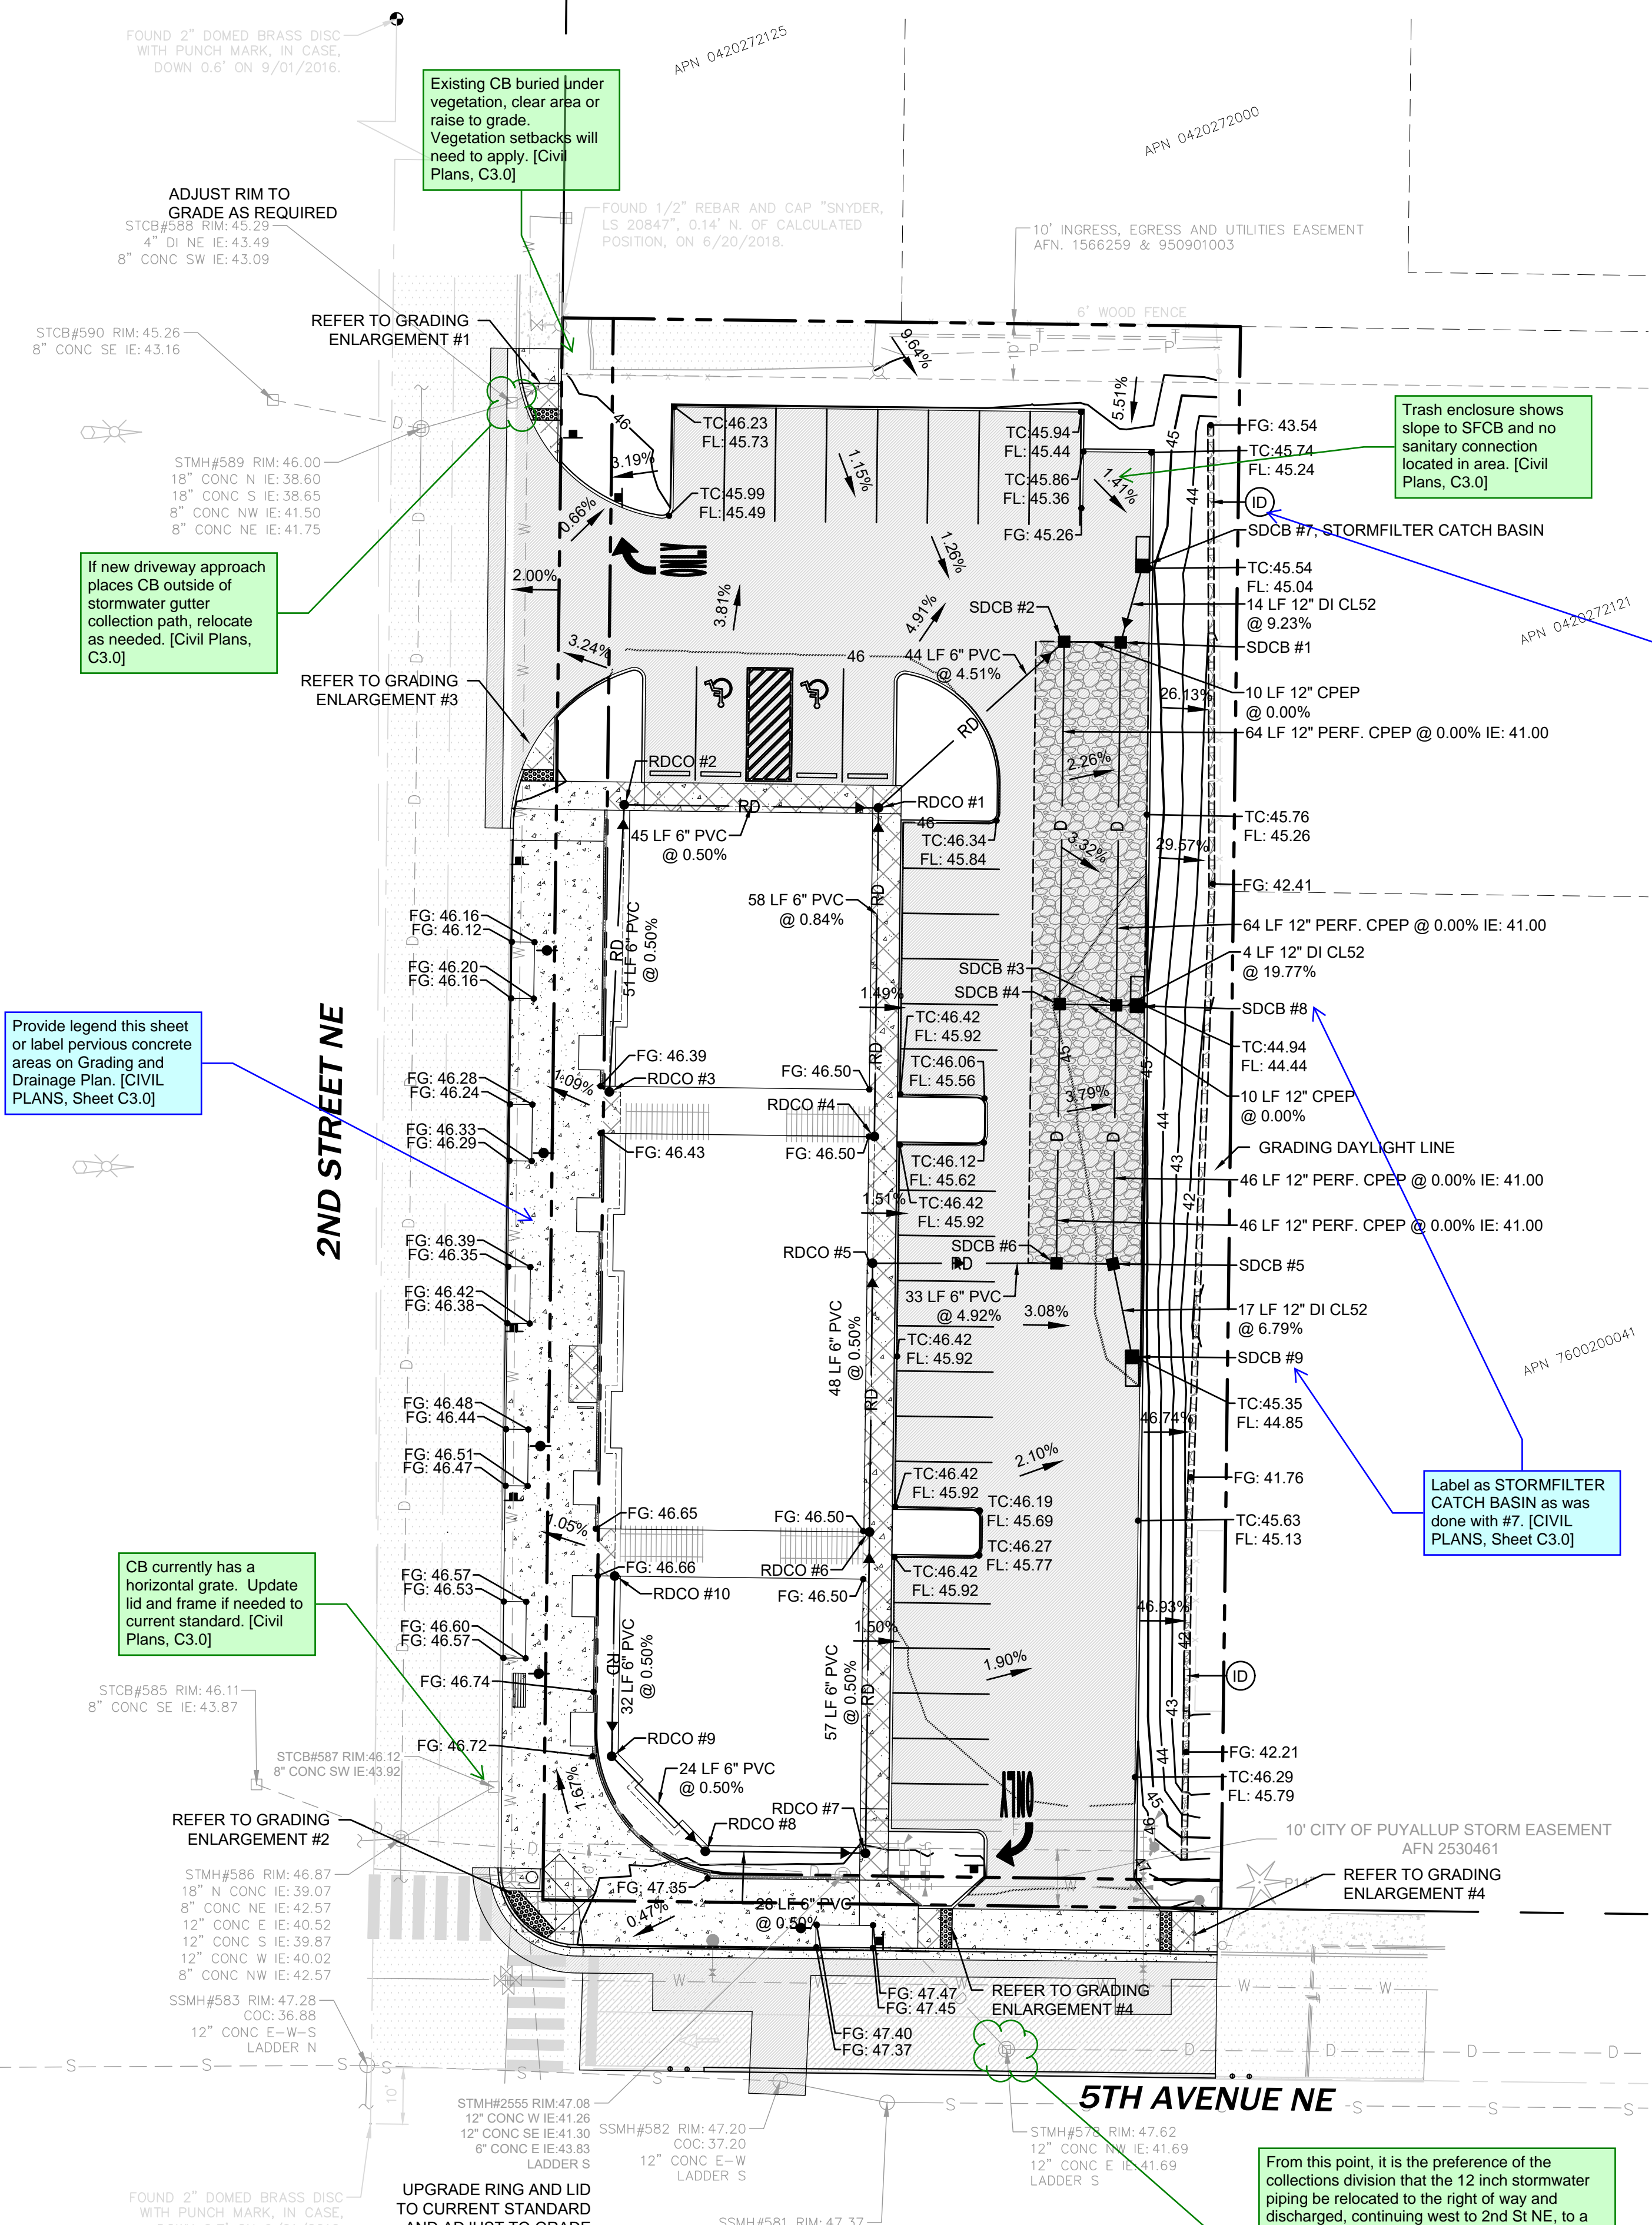 FOUND 2" DOMED BRASS DISC
WITH PUNCH MARK, IN CASE,
DOWN 0.6' ON 9/01/2016.
APN 0420272125
APN 0420272000
Existing CB buried under
vegetation, clear area or
raise to grade.
Vegetation setbacks will
need to apply. [Civil
Plans, C3.0]
ADJUST RIM TO
GRADE AS REQUIRED
STCB#588 RIM: 45.29
4" DI NE IE: 43.49
8" CONC SW IE: 43.09
FOUND 1/2" REBAR AND CAP "SNYDER,
LS 20847", 0.14' N. OF CALCULATED
POSITION, ON 6/20/2018.
10' INGRESS, EGRESS AND UTILITIES EASEMENT
AFN. 1566259 & 950901003
6' WOOD FENCE
REFER TO GRADING
ENLARGEMENT #1
STCB#590 RIM: 45.26
8" CONC SE IE: 43.16
STMH#589 RIM: 46.00
18" CONC N IE: 38.60
18" CONC S IE: 38.65
8" CONC NW IE: 41.50
8" CONC NE IE: 41.75
If new driveway approach
places CB outside of
stormwater gutter
collection path, relocate
as needed. [Civil Plans,
C3.0]
Trash enclosure shows
slope to SFCB and no
sanitary connection
located in area. [Civil
Plans, C3.0]
9.64%
10'
5.51%
46
TC:46.23
FL: 45.73
TC:45.94
FL: 45.44
TC:45.86
FL: 45.36
FG: 45.26
1.41%
1.15%
3.19%
TC:45.99
FL: 45.49
0.66%
ONLY
1.26%
2.00%
3.81%
4.91%
3.24%
46
45
44
FG: 43.54
TC:45.74
FL: 45.24
ID
SDCB #7, STORMFILTER CATCH BASIN
TC:45.54
FL: 45.04
14 LF 12" DI CL52
@ 9.23%
SDCB #2
SDCB #1
APN 0420272121
44 LF 6" PVC
@ 4.51%
RD
10 LF 12" CPEP
@ 0.00%
26.13%
64 LF 12" PERF. CPEP @ 0.00% IE: 41.00
2.26%
REFER TO GRADING
ENLARGEMENT #3
RDCO #2
RD
RDCO #1
45 LF 6" PVC
@ 0.50%
46
TC:46.34
FL: 45.84
D
D
3.32%
TC:45.76
FL: 45.26
29.57%
FG: 42.41
58 LF 6" PVC
@ 0.84%
RD
64 LF 12" PERF. CPEP @ 0.00% IE: 41.00
FG: 46.16
FG: 46.12
RD
51 LF 6" PVC
@ 0.50%
4 LF 12" DI CL52
@ 19.77%
FG: 46.20
FG: 46.16
SDCB #3
SDCB #4
SDCB #8
1.49%
TC:46.42
FL: 45.92
TC:44.94
FL: 44.44
Provide legend this sheet
or label pervious concrete
areas on Grading and
Drainage Plan. [CIVIL
PLANS, Sheet C3.0]
2ND STREET NE
FG: 46.28
FG: 46.24
1.09%
FG: 46.39
RDCO #3
FG: 46.50
RD
TC:46.06
FL: 45.56
45
45
3.79%
10 LF 12" CPEP
@ 0.00%
RDCO #4
FG: 46.33
FG: 46.29
FG: 46.43
FG: 46.50
TC:46.12
FL: 45.62
D
D
44
GRADING DAYLIGHT LINE
43
46 LF 12" PERF. CPEP @ 0.00% IE: 41.00
TC:46.42
FL: 45.92
1.51%
42
46 LF 12" PERF. CPEP @ 0.00% IE: 41.00
FG: 46.39
FG: 46.35
RDCO #5
SDCB #6
RD
SDCB #5
FG: 46.42
FG: 46.38
33 LF 6" PVC
@ 4.92%
3.08%
17 LF 12" DI CL52
@ 6.79%
48 LF 6" PVC
@ 0.50%
RD
TC:46.42
FL: 45.92
SDCB #9
APN 7600200041
TC:45.35
FL: 44.85
46.74%
FG: 46.48
FG: 46.44
FG: 46.51
FG: 46.47
2.10%
FG: 41.76
TC:46.42
FL: 45.92
TC:46.19
FL: 45.69
TC:45.63
FL: 45.13
Label as STORMFILTER
CATCH BASIN as was
done with #7. [CIVIL
PLANS, Sheet C3.0]
FG: 46.65
1.05%
FG: 46.50
TC:46.27
FL: 45.77
FG: 46.66
RDCO #6
RDCO #10
FG: 46.50
TC:46.42
FL: 45.92
CB currently has a
horizontal grate.  Update
lid and frame if needed to
current standard. [Civil
Plans, C3.0]
FG: 46.57
FG: 46.53
FG: 46.60
FG: 46.57
46.93%
42
1.50%
1.90%
ID
RD
32 LF 6" PVC
@ 0.50%
57 LF 6" PVC
@ 0.50%
RD
FG: 46.74
43
STCB#585 RIM: 46.11
8" CONC SE IE: 43.87
FG: 46.72
RDCO #9
44
FG: 42.21
STCB#587 RIM:46.12
8" CONC SW IE:43.92
24 LF 6" PVC
@ 0.50%
TC:46.29
FL: 45.79
1.67%
ONLY
45
46
47
REFER TO GRADING
ENLARGEMENT #2
RDCO #7
RDCO #8
10' CITY OF PUYALLUP STORM EASEMENT
AFN 2530461
REFER TO GRADING
ENLARGEMENT #4
STMH#586 RIM: 46.87
18" N CONC IE: 39.07
8" CONC NE IE: 42.57
12" CONC E IE: 40.52
12" CONC S IE: 39.87
12" CONC W IE: 40.02
8" CONC NW IE: 42.57
FG: 47.35
0.47%
28 LF 6" PVC
@ 0.50%
SSMH#583 RIM: 47.28
COC: 36.88
12" CONC E-W-S
LADDER N
FG: 47.47
FG: 47.45
REFER TO GRADING
ENLARGEMENT #4
FG: 47.40
FG: 47.37
10'
5TH AVENUE NE
STMH#2555 RIM:47.08
12" CONC W IE:41.26
12" CONC SE IE:41.30
6" CONC E IE:43.83
LADDER S
SSMH#582 RIM: 47.20
COC: 37.20
12" CONC E-W
LADDER S
STMH#578 RIM: 47.62
12" CONC NW IE: 41.69
12" CONC E IE: 41.69
LADDER S
From this point, it is the preference of the
collections division that the 12 inch stormwater
piping be relocated to the right of way and
discharged, continuing west to 2nd St NE, to a
UPGRADE RING AND LID
TO CURRENT STANDARD
AND ADJUST TO GRADE
FOUND 2" DOMED BRASS DISC
WITH PUNCH MARK, IN CASE,
SSMH#581 RIM: 47.37